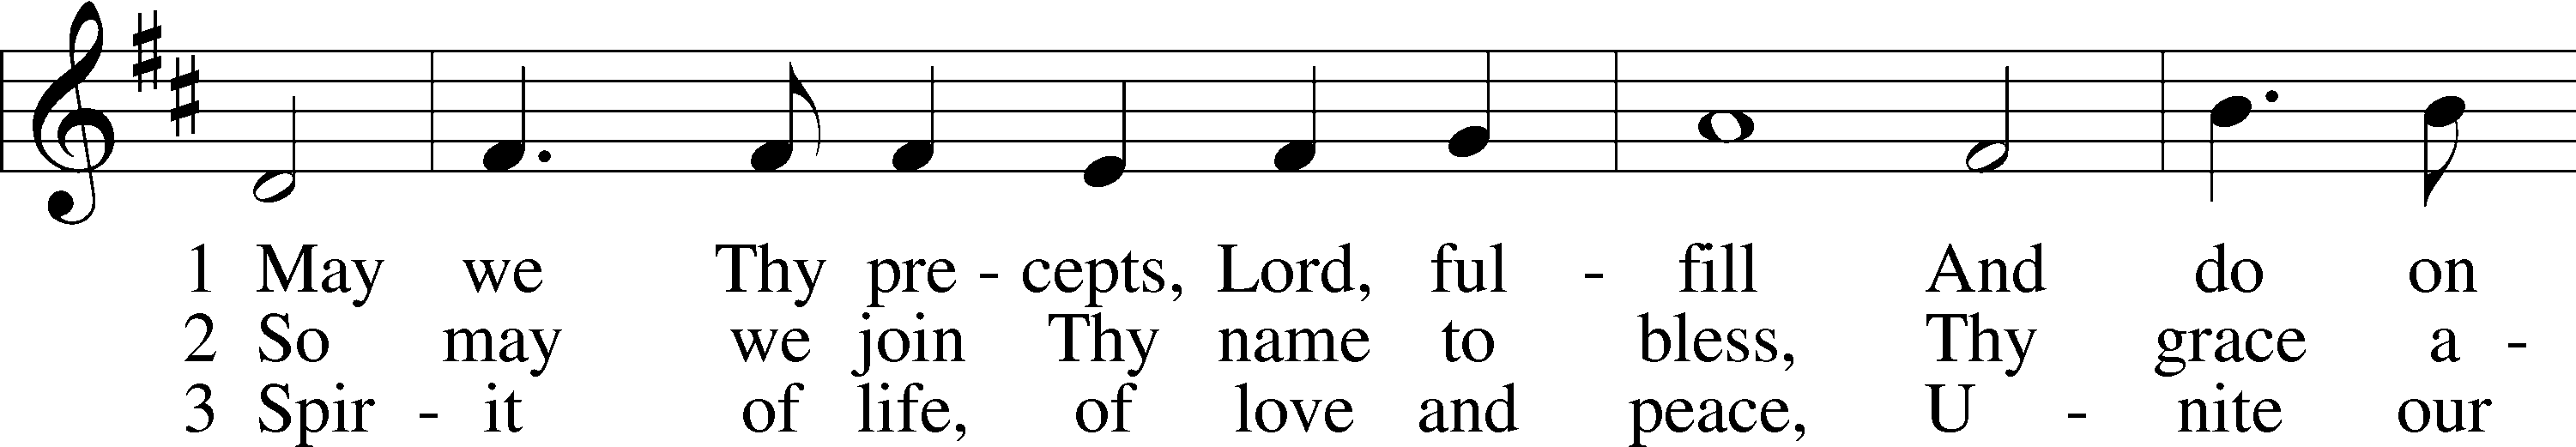 1 May we Thy pre - cepts, Lord, ful - fill And do on
2 So may we join Thy name to bless, Thy grace a -
3 Spir - it of life, of love and peace, U - nite our